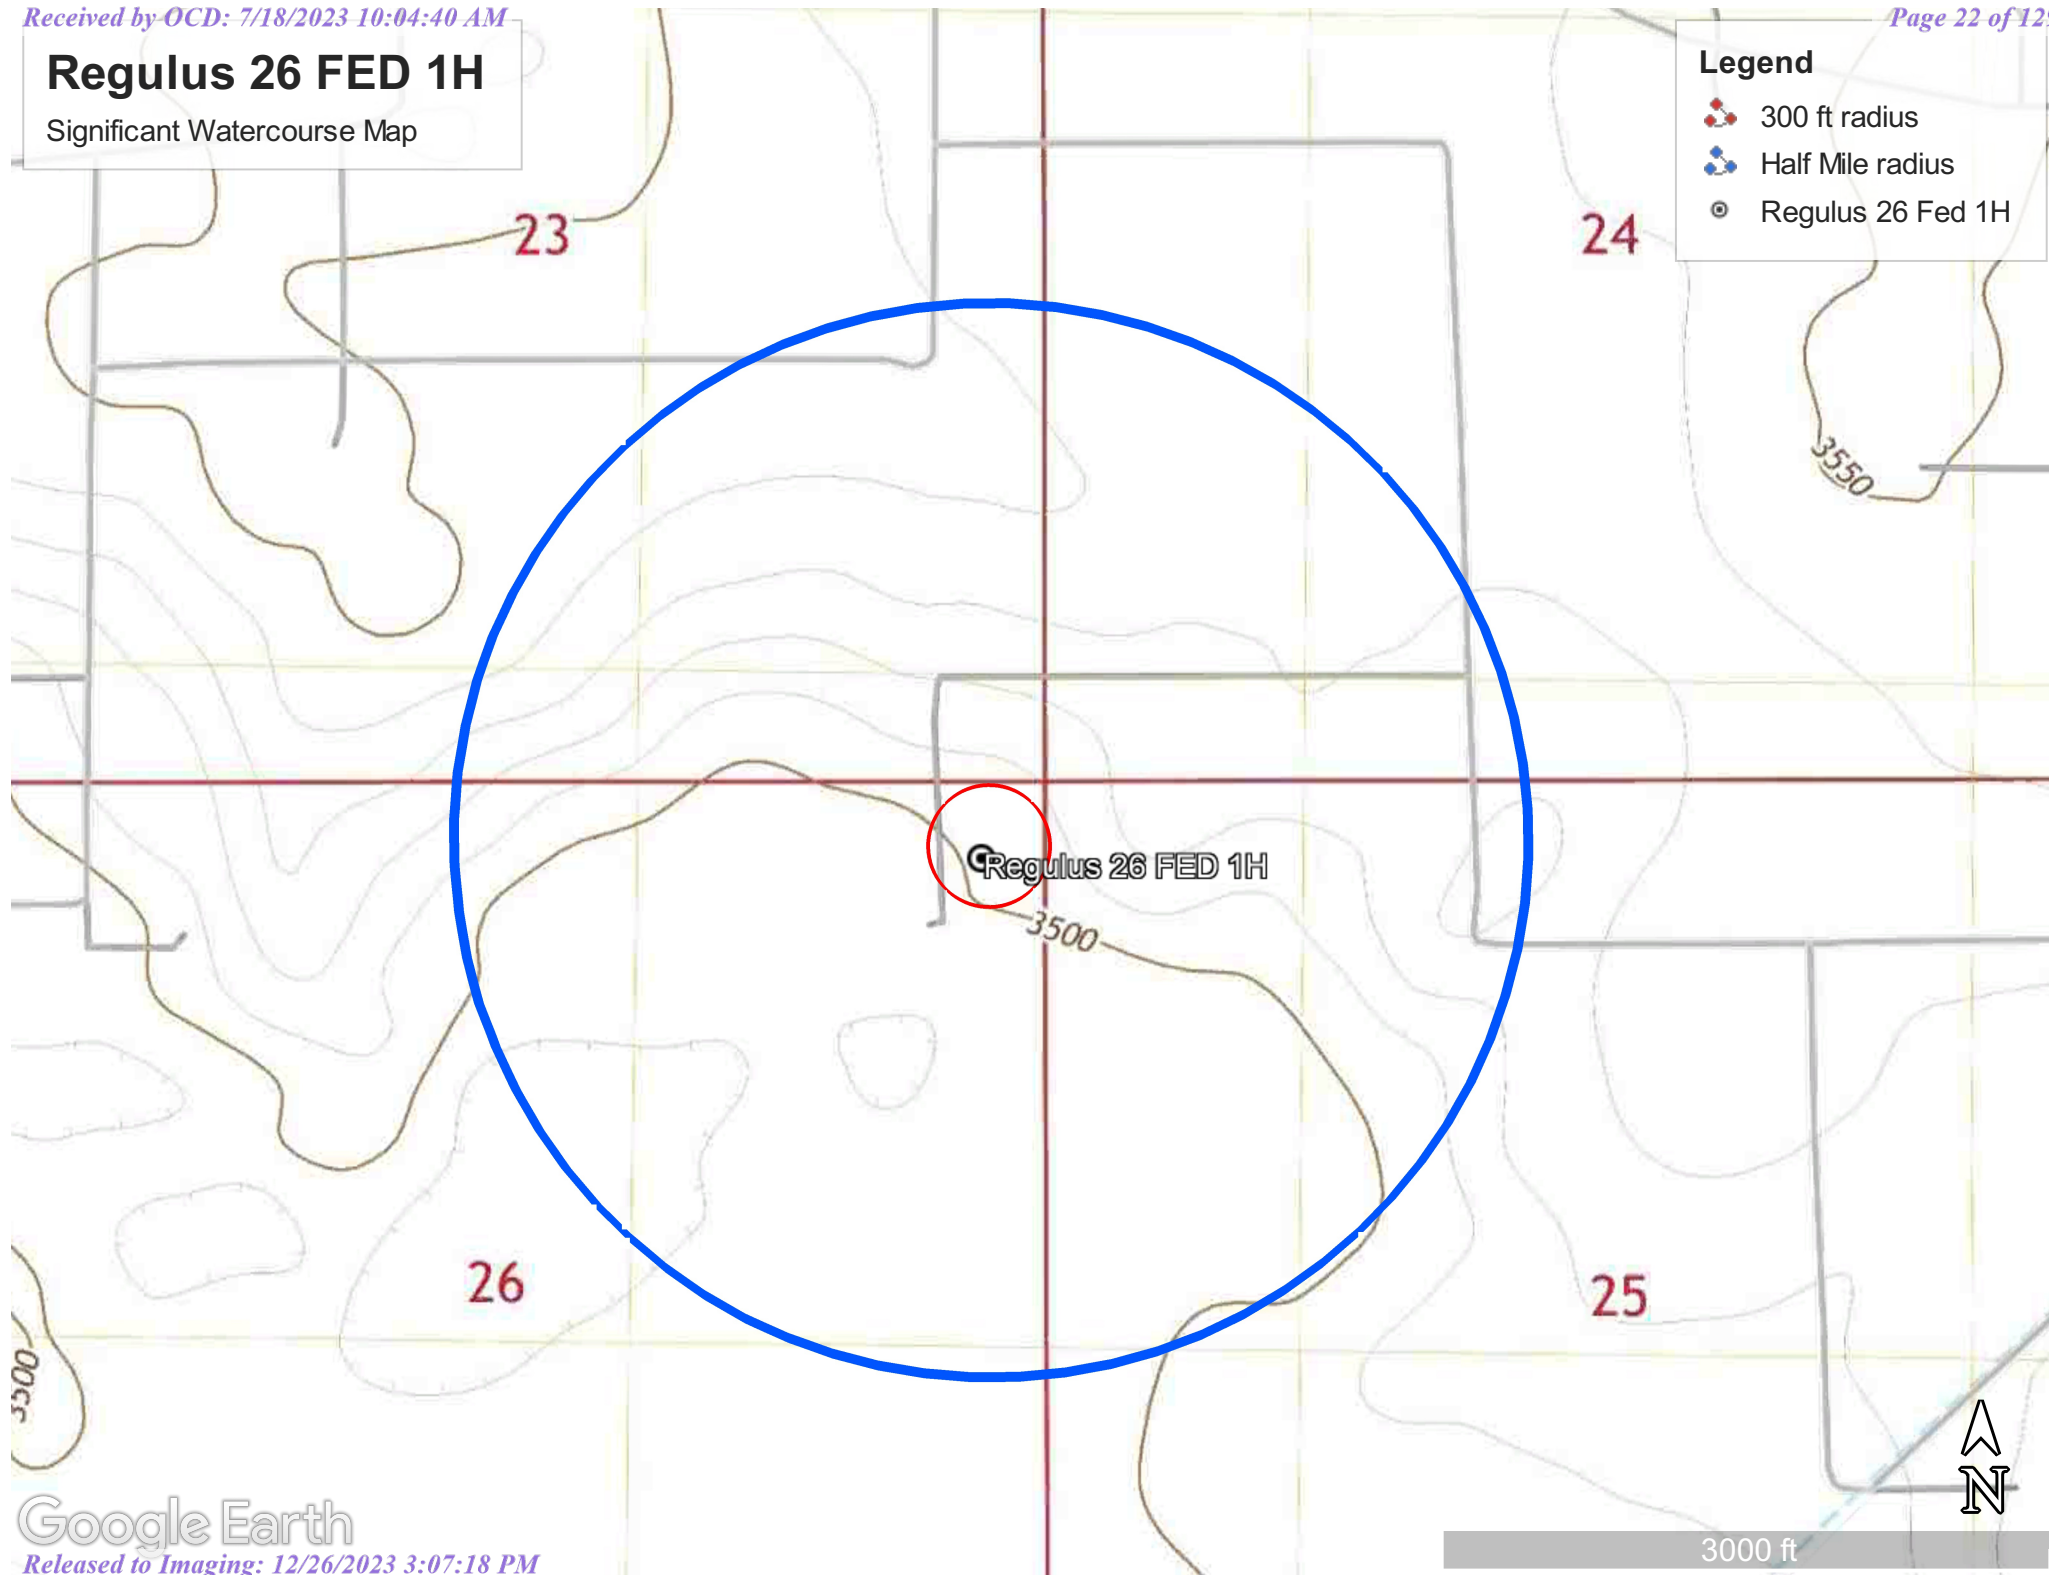 Received by OCD: 7/18/2023 10:04:40 AM
Page 22 of 129
Regulus 26 FED 1H
Significant Watercourse Map
Legend
300 ft radius
Half Mile radius
Regulus 26 Fed 1H
23
24
3550
Regulus 26 FED 1H
3500
26
25
3500
N
Google Earth
3000 ft
Released to Imaging: 12/26/2023 3:07:18 PM